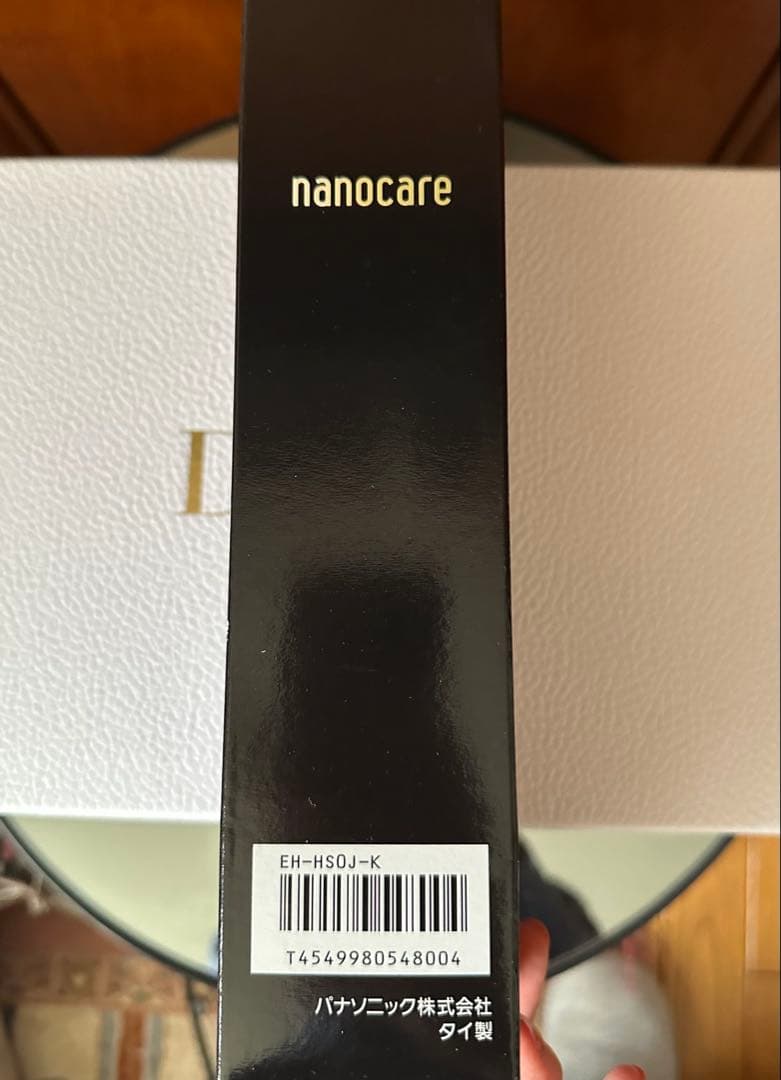 nanocare
D
EH-HS0J-K
T4549980548004
パナソニック株式会社
タイ製